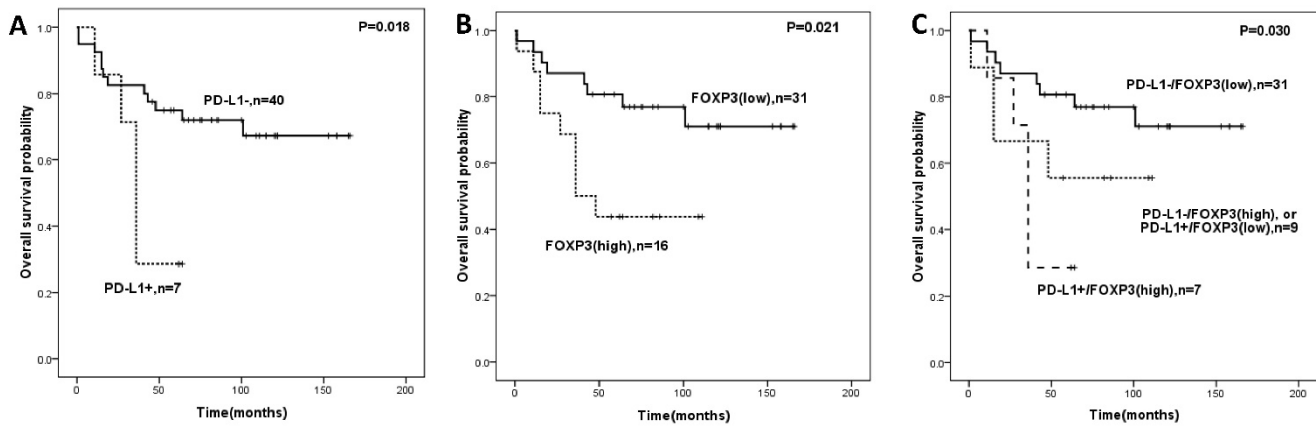 A
P=0.018
1.0
0.8
0.6
0.4
0.2
0.0
Overall survival probability
PD-L1-,n=40
PD-L1+,n=7
0
50
100
150
200
Time(months)
B
P=0.021
1.0
0.8
0.6
0.4
0.2
0.0
Overall survival probability
FOXP3(low),n=31
FOXP3(high),n=16
0
50
100
150
200
Time(months)
C
P=0.030
1.0
0.8
0.6
0.4
0.2
0.0
Overall survival probability
PD-L1-/FOXP3(low),n=31
PD-L1-/FOXP3(high), or
PD-L1+/FOXP3(low),n=9
PD-L1+/FOXP3(high),n=7
0
50
100
150
200
Time(months)